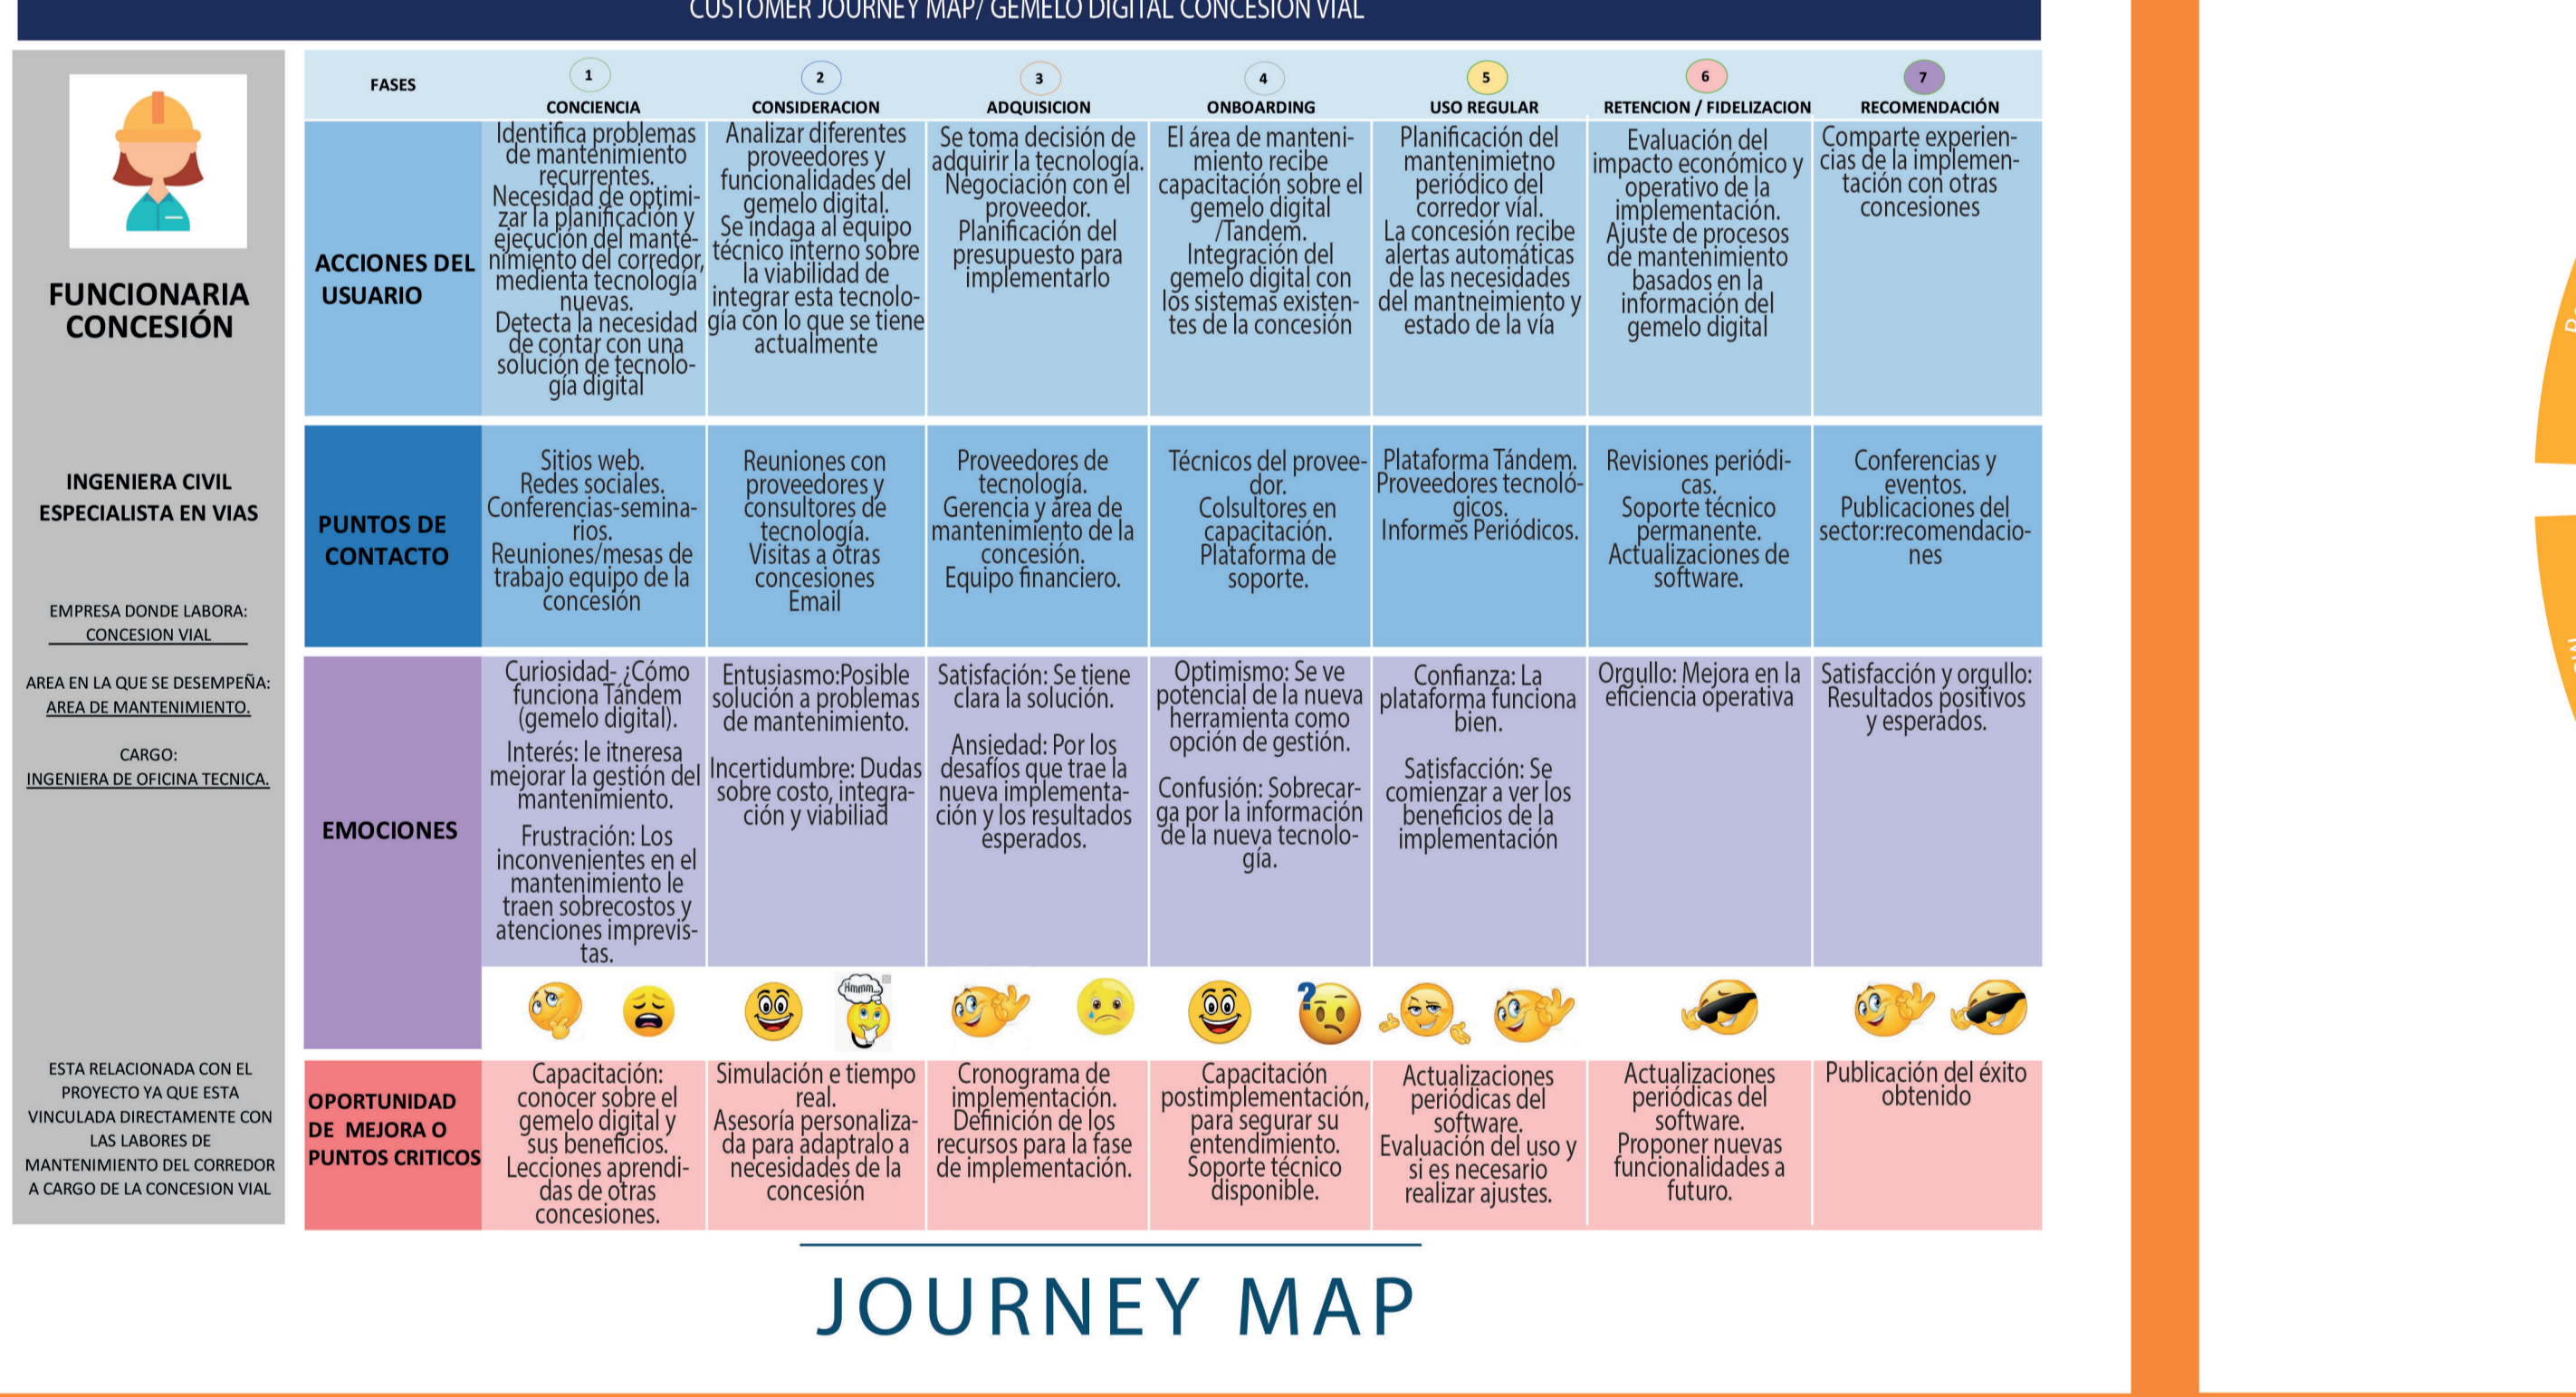 CUSTOMER JOURNEY MAP/ GEMELO DIGITAL CONCESION VIAL
FUNCIONARIA
CONCESIÓN
INGENIERA CIVIL
ESPECIALISTA EN VIAS
EMPRESA DONDE LABORA:
CONCESION VIAL
AREA EN LA QUE SE DESEMPEÑA:
AREA DE MANTENIMIENTO.
CARGO:
INGENIERA DE OFICINA TECNICA.
ESTA RELACIONADA CON EL
PROYECTO YA QUE ESTA
VINCULADA DIRECTAMENTE CON
LAS LABORES DE
MANTENIMIENTO DEL CORREDOR
A CARGO DE LA CONCESION VIAL
FASES
1
CONCIENCIA
2
CONSIDERACION
3
ADQUISICION
4
ONBOARDING
5
USO REGULAR
6
RETENCION / FIDELIZACION
7
RECOMENDACIÓN
ACCIONES DEL
USUARIO
Identifica problemas
de mantenimiento
recurrentes.
Necesidad de optimi-
zar la planificación y
ejecución del mante-
nimiento del corredor,
medienta tecnología
nuevas.
Detecta la necesidad
de contar con una
solución de tecnolo-
gía digital
Analizar diferentes
proveedores y
funcionalidades del
gemelo digital.
Se indaga al equipo
técnico interno sobre
la viabilidad de
integrar esta tecnolo-
gía con lo que se tiene
actualmente
Se toma decisión de
adquirir la tecnología.
Negociación con el
proveedor.
Planificación del
presupuesto para
implementarlo
El área de manteni-
miento recibe
capacitación sobre el
gemelo digital
/Tandem.
Integración del
gemelo digital con
los sistemas existen-
tes de la concesión
Planificación del
mantenimietno
periódico del
corredor víal.
La concesión recibe
alertas automáticas
de las necesidades
del mantneimiento y
estado de la vía
Evaluación del
impacto económico y
operativo de la
implementación.
Ajuste de procesos
de mantenimiento
basados en la
información del
gemelo digital
Comparte experien-
cias de la implemen-
tación con otras
concesiones
PUNTOS DE
CONTACTO
Sitios web.
Redes sociales.
Conferencias-semina-
rios.
Reuniones/mesas de
trabajo equipo de la
concesión
Reuniones con
proveedores y
consultores de
tecnología.
Visitas a otras
concesiones
Email
Proveedores de
tecnología.
Gerencia y área de
mantenimiento de la
concesión.
Equipo financiero.
Técnicos del provee-
dor.
Colsultores en
capacitación.
Plataforma de
soporte.
Plataforma Tándem.
Proveedores tecnoló-
gicos.
Informes Periódicos.
Revisiones periódi-
cas.
Soporte técnico
permanente.
Actualizaciones de
software.
Conferencias y
eventos.
Publicaciones del
sector:recomendacio-
nes
EMOCIONES
Curiosidad- ¿Cómo
funciona Tándem
(gemelo digital).
Interés: le itneresa
mejorar la gestión del
mantenimiento.
Frustración: Los
inconvenientes en el
mantenimiento le
traen sobrecostos y
atenciones imprevis-
tas.
Entusiasmo:Posible
solución a problemas
de mantenimiento.
Incertidumbre: Dudas
sobre costo, integra-
ción y viabiliad
Satisfación: Se tiene
clara la solución.
Ansiedad: Por los
desafíos que trae la
nueva implementa-
ción y los resultados
esperados.
Optimismo: Se ve
potencial de la nueva
herramienta como
opción de gestión.
Confusión: Sobrecar-
ga por la información
de la nueva tecnolo-
gía.
Confianza: La
plataforma funciona
bien.
Satisfacción: Se
comienzar a ver los
beneficios de la
implementación
Orgullo: Mejora en la
eficiencia operativa
Satisfacción y orgullo:
Resultados positivos
y esperados.
Hmmm...
?
OPORTUNIDAD
DE MEJORA O
PUNTOS CRITICOS
Capacitación:
conocer sobre el
gemelo digital y
sus beneficios.
Lecciones aprendi-
das de otras
concesiones.
Simulación e tiempo
real.
Asesoría personaliza-
da para adaptralo a
necesidades de la
concesión
Cronograma de
implementación.
Definición de los
recursos para la fase
de implementación.
Capacitación
postimplementación,
para segurar su
entendimiento.
Soporte técnico
disponible.
Actualizaciones
periódicas del
software.
Evaluación del uso y
si es necesario
realizar ajustes.
Actualizaciones
periódicas del
software.
Proponer nuevas
funcionalidades a
futuro.
Publicación del éxito
obtenido
JOURNEY MAP